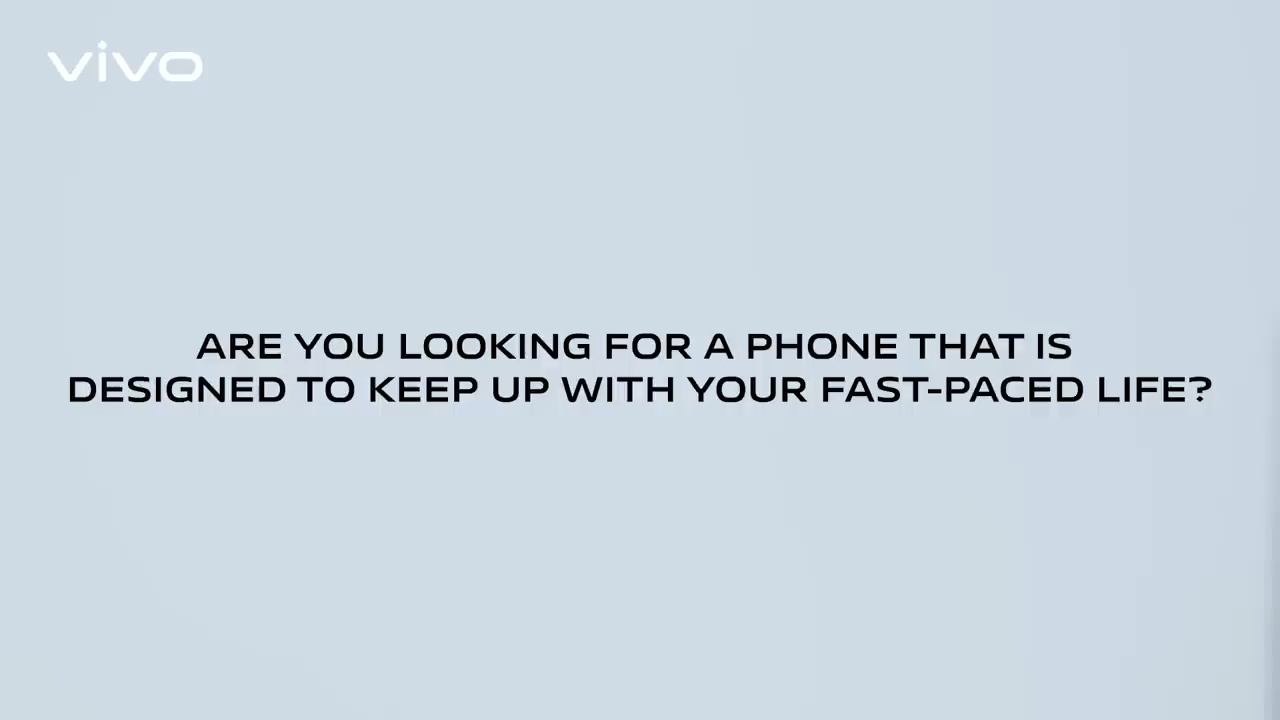 vivo
ARE YOU LOOKING FOR A PHONE THAT IS
DESIGNED TO KEEP UP WITH YOUR FAST-PACED LIFE?